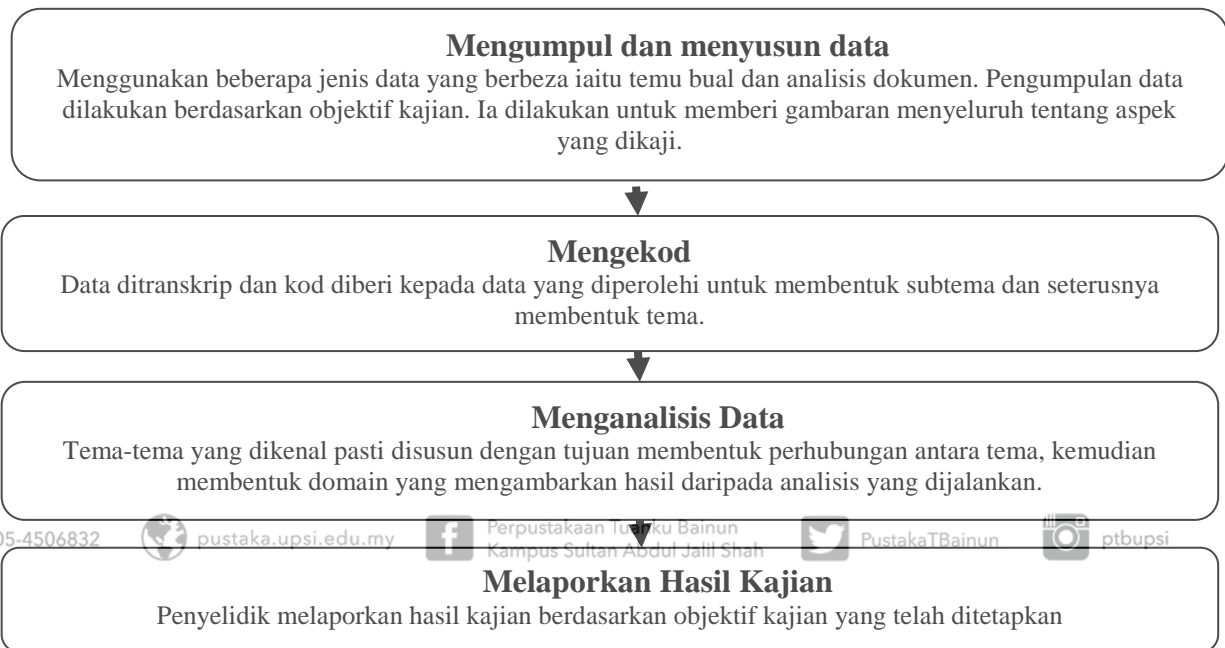 Mengumpul dan menyusun data
Menggunakan beberapa jenis data yang berbeza iaitu temu bual dan analisis dokumen. Pengumpulan data
dilakukan berdasarkan objektif kajian. Ia dilakukan untuk memberi gambaran menyeluruh tentang aspek
yang dikaji.
Mengekod
Data ditranskrip dan kod diberi kepada data yang diperolehi untuk membentuk subtema dan seterusnya
membentuk tema.
Menganalisis Data
Tema-tema yang dikenal pasti disusun dengan tujuan membentuk perhubungan antara tema, kemudian
membentuk domain yang mengambarkan hasil daripada analisis yang dijalankan.
05-4506832 pustaka.upsi.edu.my f Perpustakaan Tuanku Bainun PustakaTBainun ptbupsi
Kampus Sultan Abdul Jalil Shah
Melaporkan Hasil Kajian
Penyelidik melaporkan hasil kajian berdasarkan objektif kajian yang telah ditetapkan